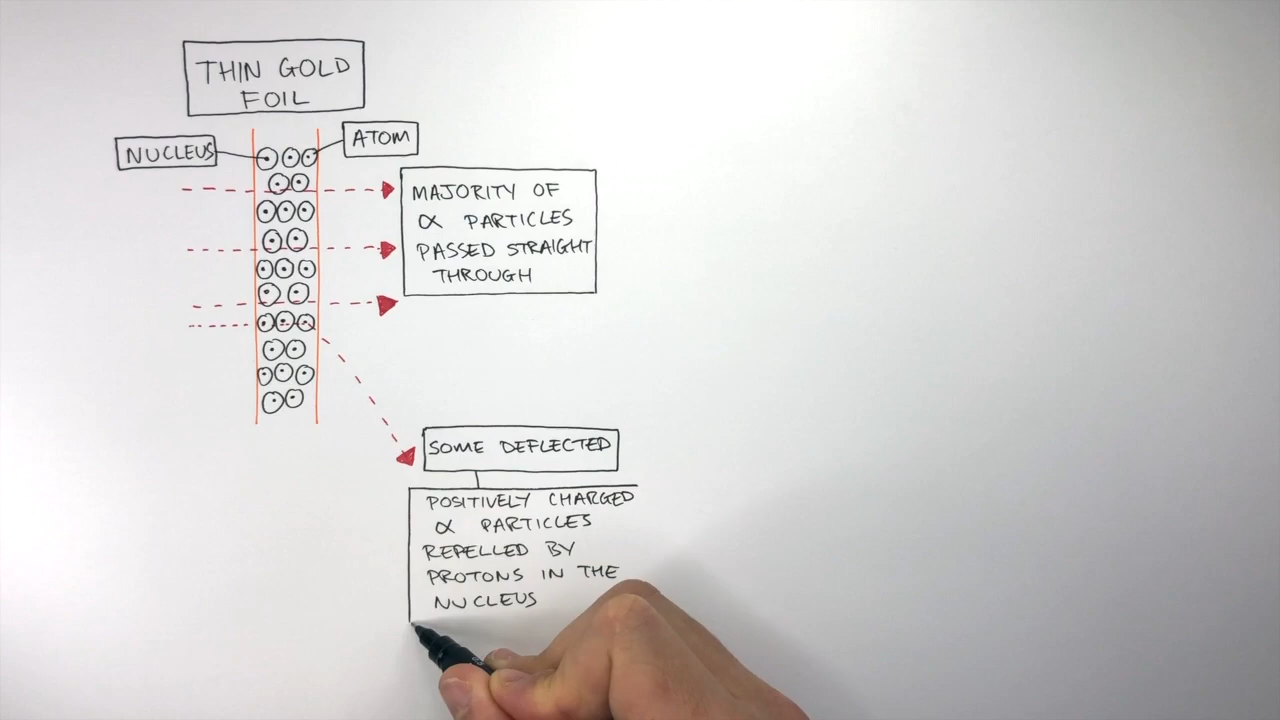 THIN GOLD
FOIL
NUCLEUS
ATOM
MAJORITY OF
α PARTICLES
PASSED STRAIGHT
THROUGH
SOME DEFLECTED
POSITIVELY CHARGED
α PARTICLES
REPELLED BY
PROTONS IN THE
NUCLEUS